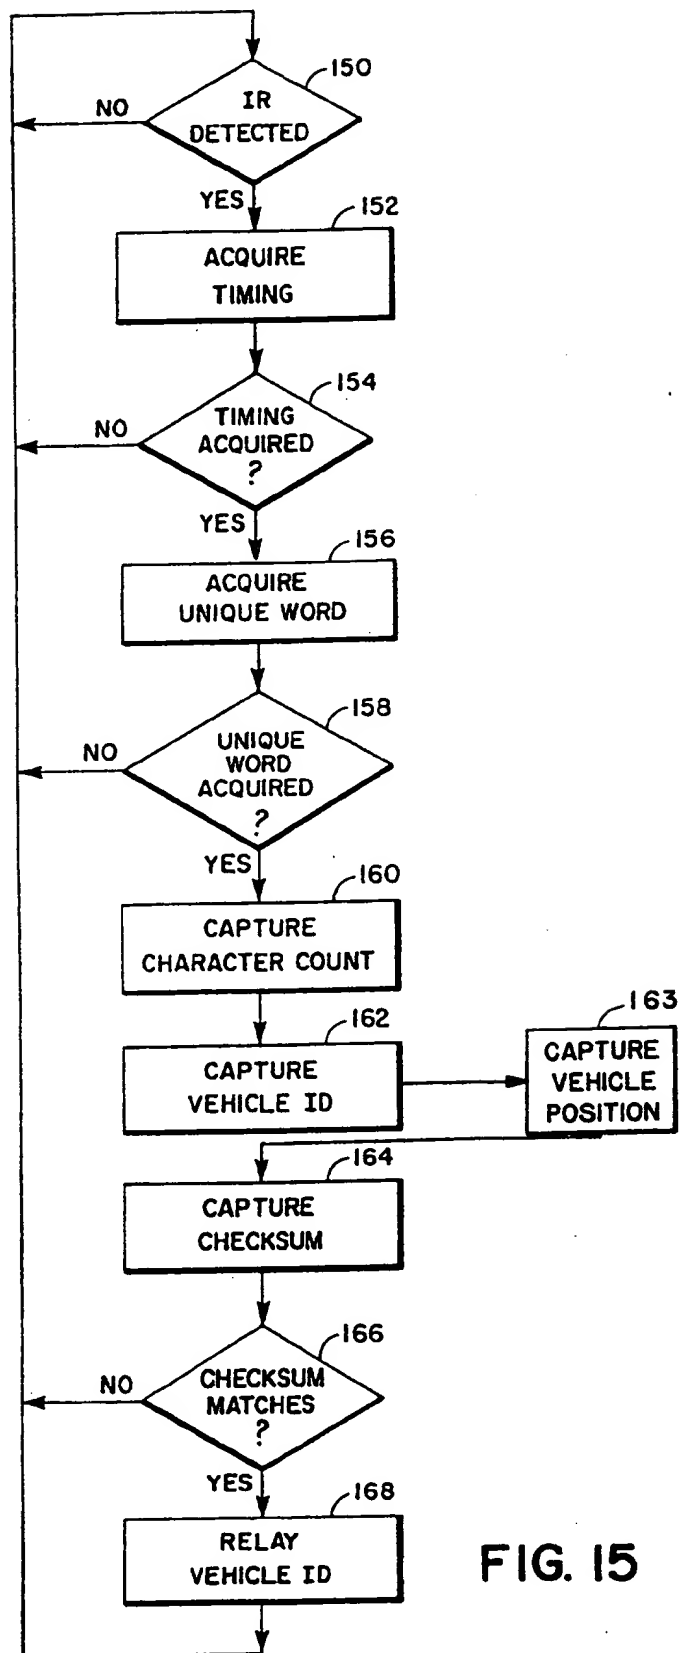 150
IR
DETECTED
NO
YES
152
ACQUIRE
TIMING
154
TIMING
ACQUIRED
?
NO
YES
156
ACQUIRE
UNIQUE WORD
158
UNIQUE
WORD
ACQUIRED
?
NO
YES
160
CAPTURE
CHARACTER COUNT
162
CAPTURE
VEHICLE ID
163
CAPTURE
VEHICLE
POSITION
164
CAPTURE
CHECKSUM
166
CHECKSUM
MATCHES
?
NO
YES
168
RELAY
VEHICLE ID
FIG. 15